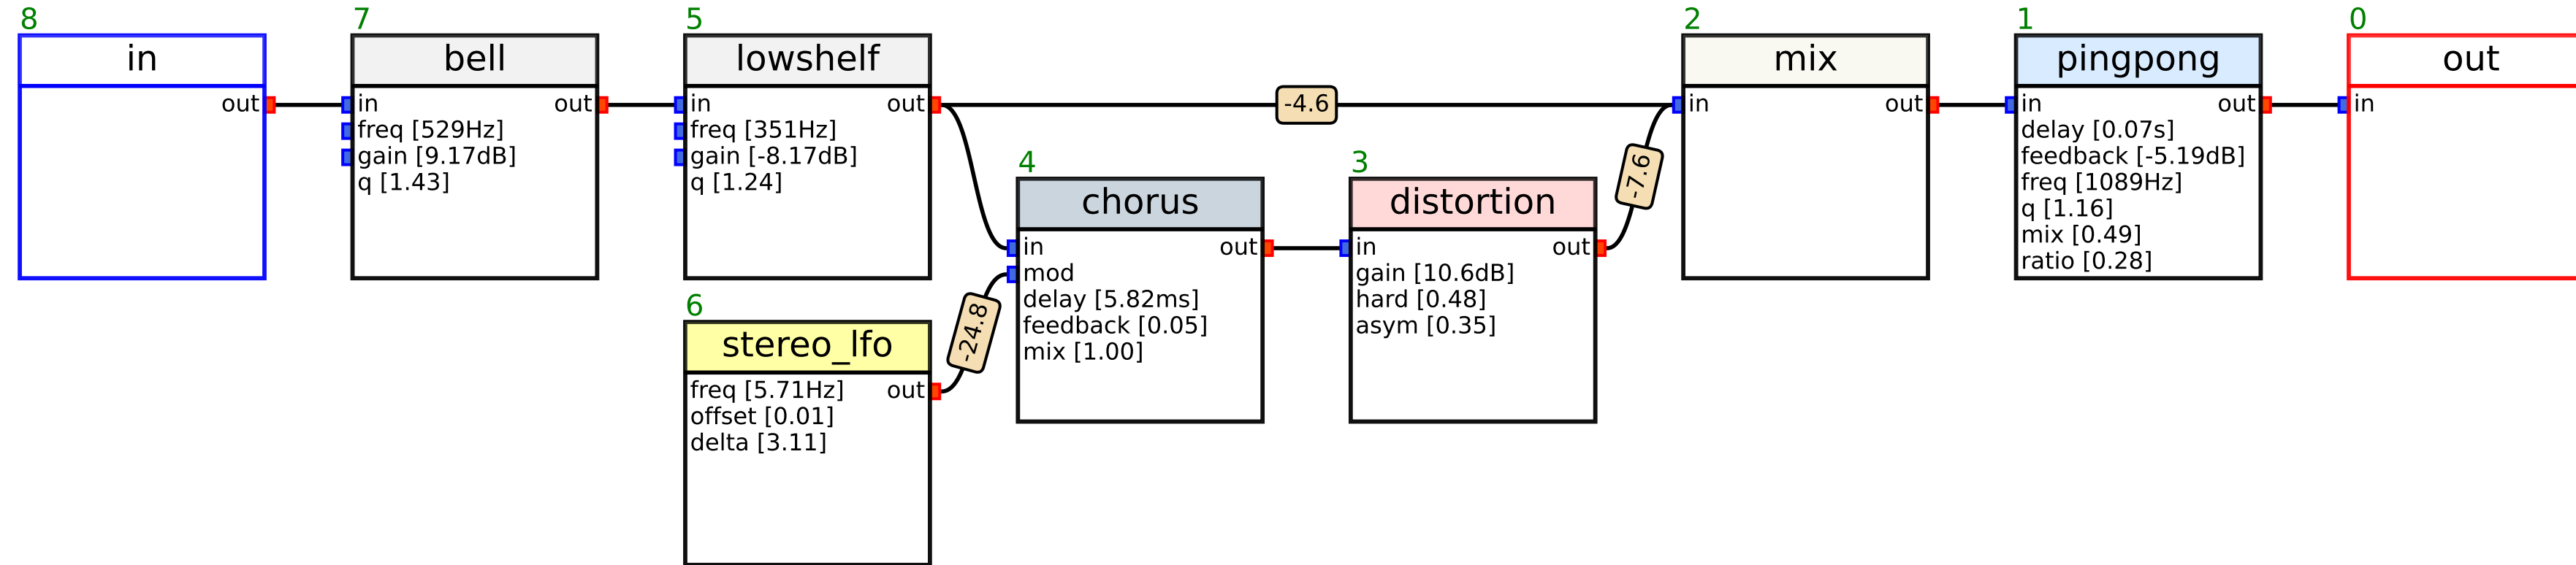 8
in
out
7
bell
in
out
freq [529Hz]
gain [9.17dB]
q [1.43]
5
lowshelf
in
out
freq [351Hz]
gain [-8.17dB]
q [1.24]
-4.6
6
stereo_lfo
freq [5.71Hz]
out
offset [0.01]
delta [3.11]
-24.8
4
chorus
in
out
mod
delay [5.82ms]
feedback [0.05]
mix [1.00]
3
distortion
in
out
gain [10.6dB]
hard [0.48]
asym [0.35]
-7.6
2
mix
in
out
1
pingpong
in
out
delay [0.07s]
feedback [-5.19dB]
freq [1089Hz]
q [1.16]
mix [0.49]
ratio [0.28]
0
out
in